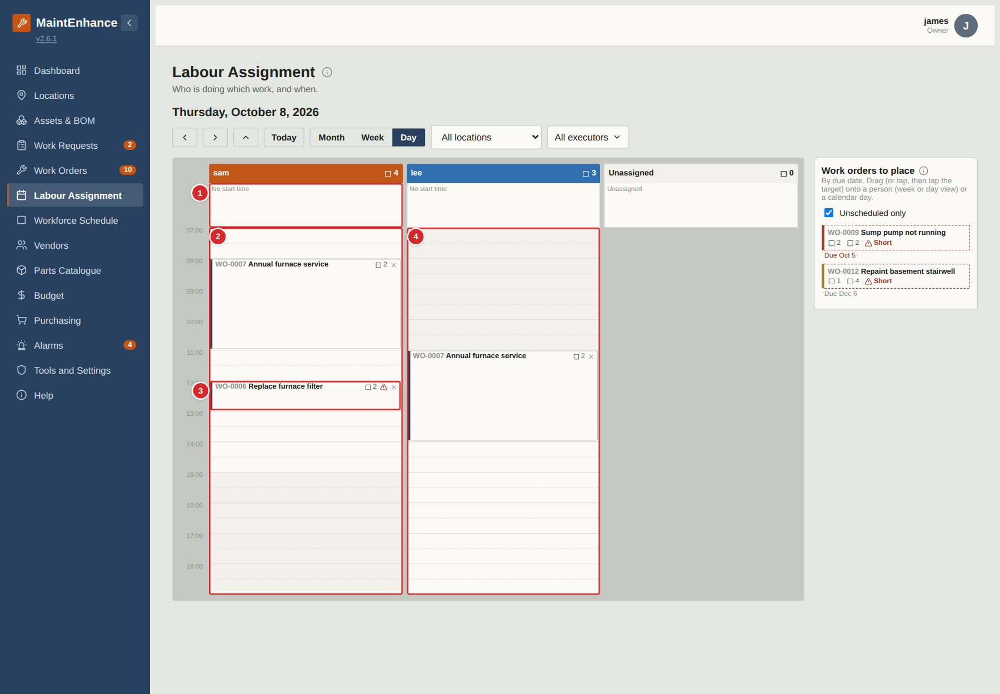 MaintEnhance
v2.6.1
Dashboard
Locations
Assets & BOM
Work Requests 2
Work Orders 10
Labour Assignment
Workforce Schedule
Vendors
Parts Catalogue
Budget
Purchasing
Alarms 4
Tools and Settings
Help
james
Owner
J
Labour Assignment
Who is doing which work, and when.
Thursday, October 8, 2026
Today Month Week Day All locations All executors
sam 4 lee 3 Unassigned 0
1 No start time No start time Unassigned
07:00
2 4
08:00
WO-0007 Annual furnace service 2
09:00
10:00
11:00
WO-0007 Annual furnace service 2
3 WO-0006 Replace furnace filter 2
13:00
14:00
15:00
16:00
17:00
18:00
Work orders to place
By due date. Drag (or tap, then tap the
target) onto a person (week or day view) or
a calendar day.
Unscheduled only
WO-0009 Sump pump not running
2 2 Short
Due Oct 5
WO-0012 Repaint basement stairwell
1 4 Short
Due Dec 6